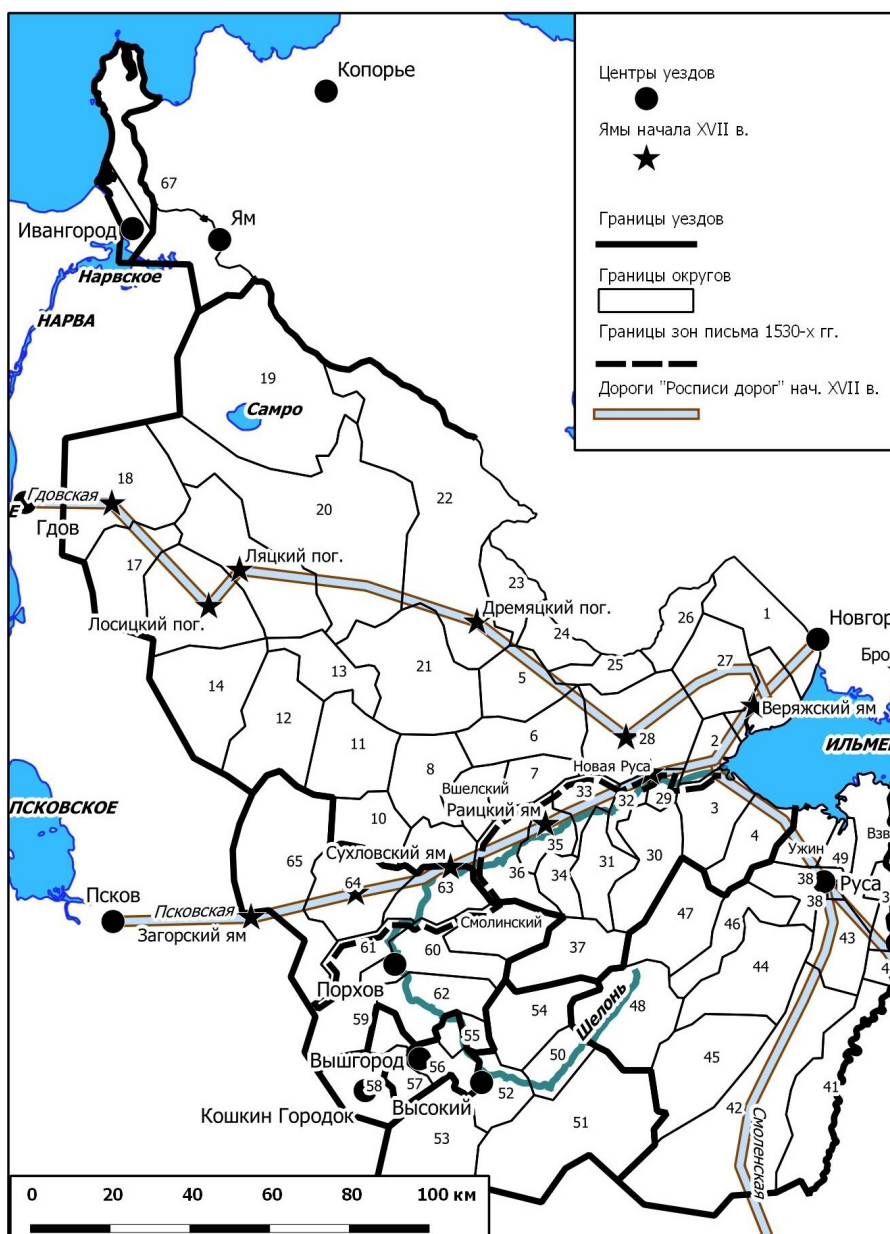 Копорье
Центры уездов
Ямы начала XVII в.
Границы уездов
Границы округов
Границы зон письма 1530-х гг.
Дороги "Росписи дорог" нач. XVII в.
67
Ивангород
Ям
Нарвское
НАРВА
19
Самро
18
Гдовская
Е
Гдов
20
22
17
Ляцкий пог.
Лосицкий пог.
23
Дремяцкий пог.
24
26
1
Новгор
25
27
Бро
13
21
5
14
12
Веряжский ям
28
2
ИЛЬМЕ
6
11
8
7
Новая Руса
Вшелский
33
32
29
3
ПСКОВСКОЕ
Раицкий ям
10
35
4
Сухловский ям
36
34
31
30
Ужин
49
Взв
65
64
63
38
Руса
3
Псков
Псковская
Загорский ям
Смолинский
38
47
46
43
61
60
37
4
44
Порхов
62
54
Шелонь
48
59
55
50
45
Вышгород
56
57
58
52
41
Высокий
42
Кошкин Городок
51
53
Смоленская
0 20 40 60 80 100 км